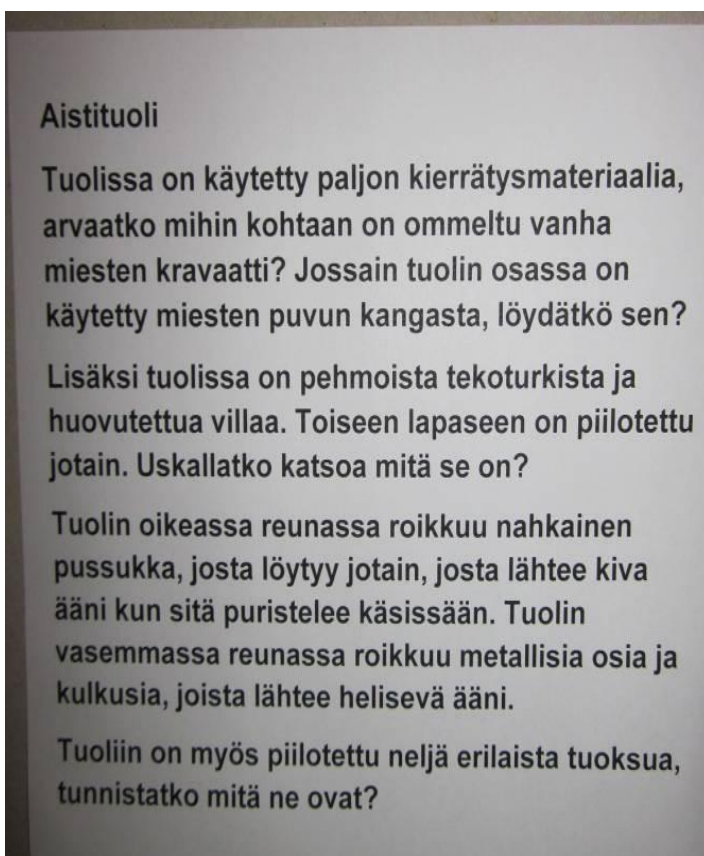 Aistituoli
Tuolissa on käytetty paljon kierrätysmateriaalia,
arvaatko mihin kohtaan on ommeltu vanha
miesten kravaatti? Jossain tuolin osassa on
käytetty miesten puvun kangasta, löydätkö sen?
Lisäksi tuolissa on pehmoista tekoturkista ja
huovutettua villaa. Toiseen lapaseen on piilotettu
jotain. Uskallatko katsoa mitä se on?
Tuolin oikeassa reunassa roikkuu nahkainen
pussukka, josta löytyy jotain, josta lähtee kiva
ääni kun sitä puristelee käsissään. Tuolin
vasemmassa reunassa roikkuu metallisia osia ja
kulkusia, joista lähtee helisevä ääni.
Tuoliin on myös piilotettu neljä erilaista tuoksua,
tunnistatko mitä ne ovat?